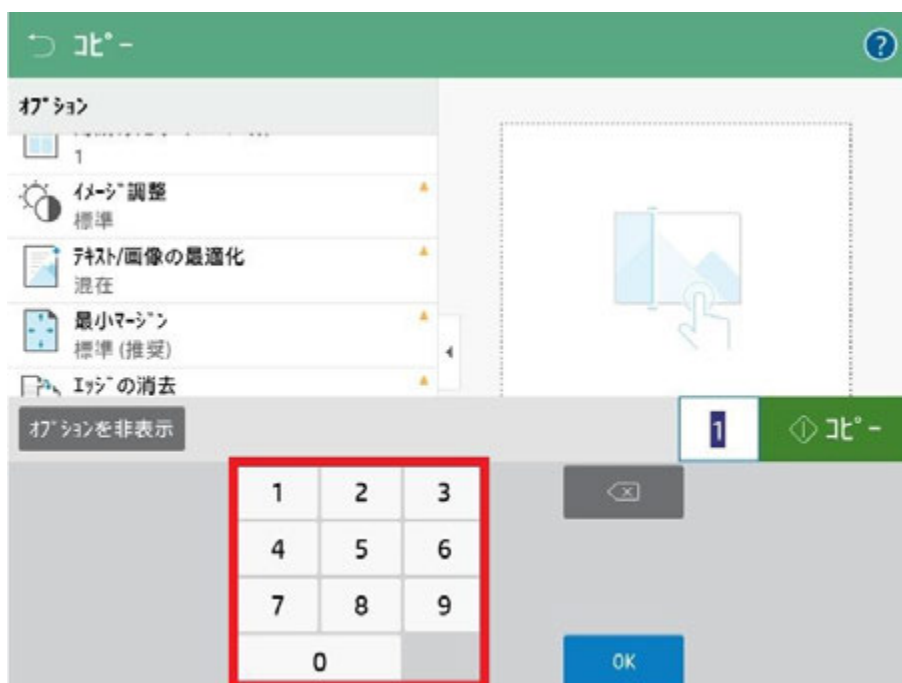 コピー
?
オプション
1
イメージ調整
標準
テキスト/画像の最適化
混在
最小マージン
標準 (推奨)
エッジの消去
オプションを非表示
1
コピー
1 2 3
4 5 6
7 8 9
0
OK